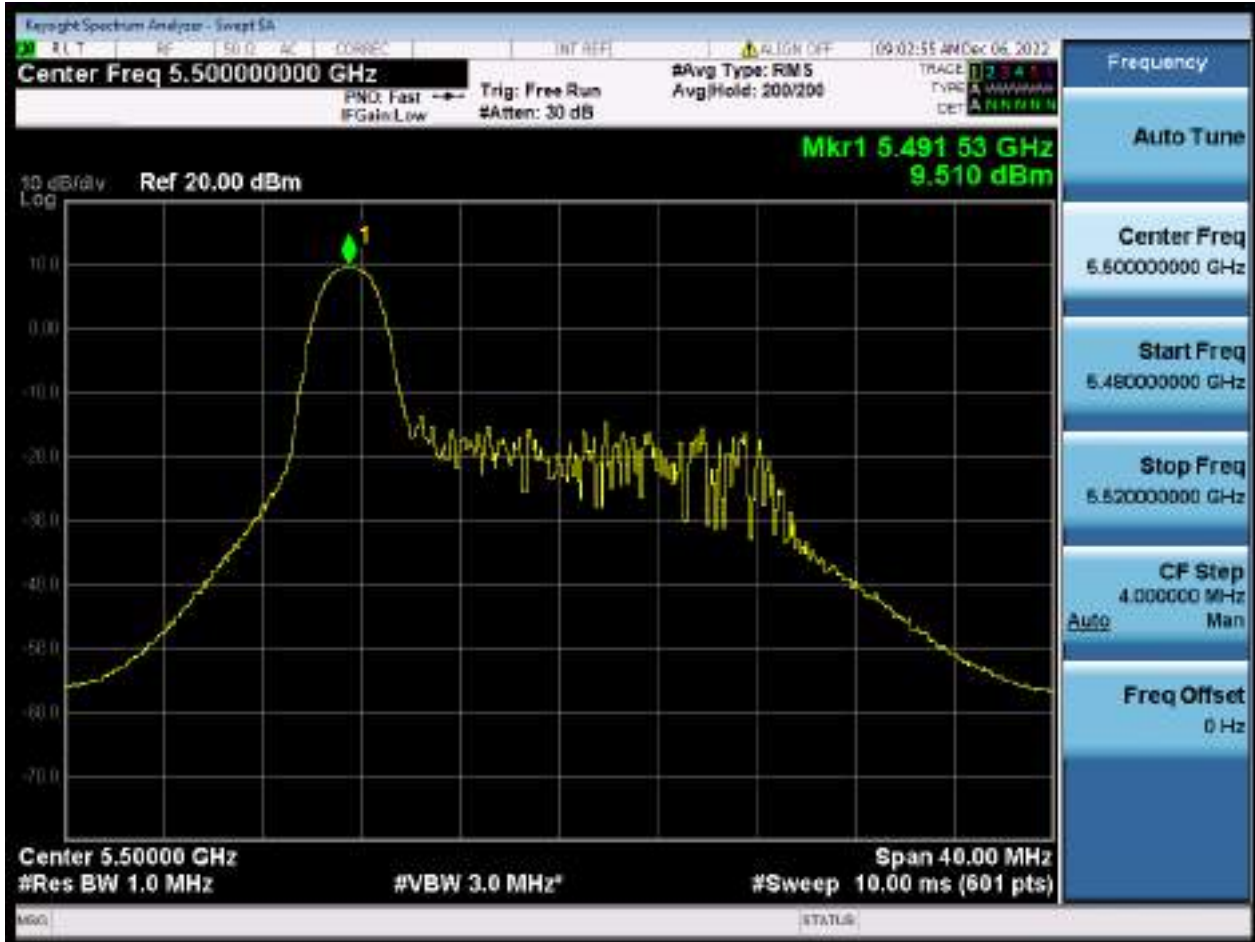 Keysight Spectrum Analyzer - Swept SA
RL T RF 50 Ω AC CORREC INT REF ALIGN OFF 09:02:55 AM Dec 06, 2022
Center Freq 5.500000000 GHz
PNO: Fast
IFGain:Low
Trig: Free Run
#Atten: 30 dB
#Avg Type: RMS
Avg|Hold: 200/200
TRACE 1 2 3 4 5 6
TYPE A WWWWW
DET A N N N N N
Mkr1 5.491 53 GHz
9.510 dBm
10 dB/div Ref 20.00 dBm
Log
10.0
0.00
-10.0
-20.0
-30.0
-40.0
-50.0
-60.0
-70.0
1
Center 5.50000 GHz
Span 40.00 MHz
#Res BW 1.0 MHz
#VBW 3.0 MHz*
#Sweep 10.00 ms (601 pts)
MSG
STATUS
Frequency
Auto Tune
Center Freq
5.500000000 GHz
Start Freq
5.480000000 GHz
Stop Freq
5.520000000 GHz
CF Step
4.000000 MHz
Auto Man
Freq Offset
0 Hz